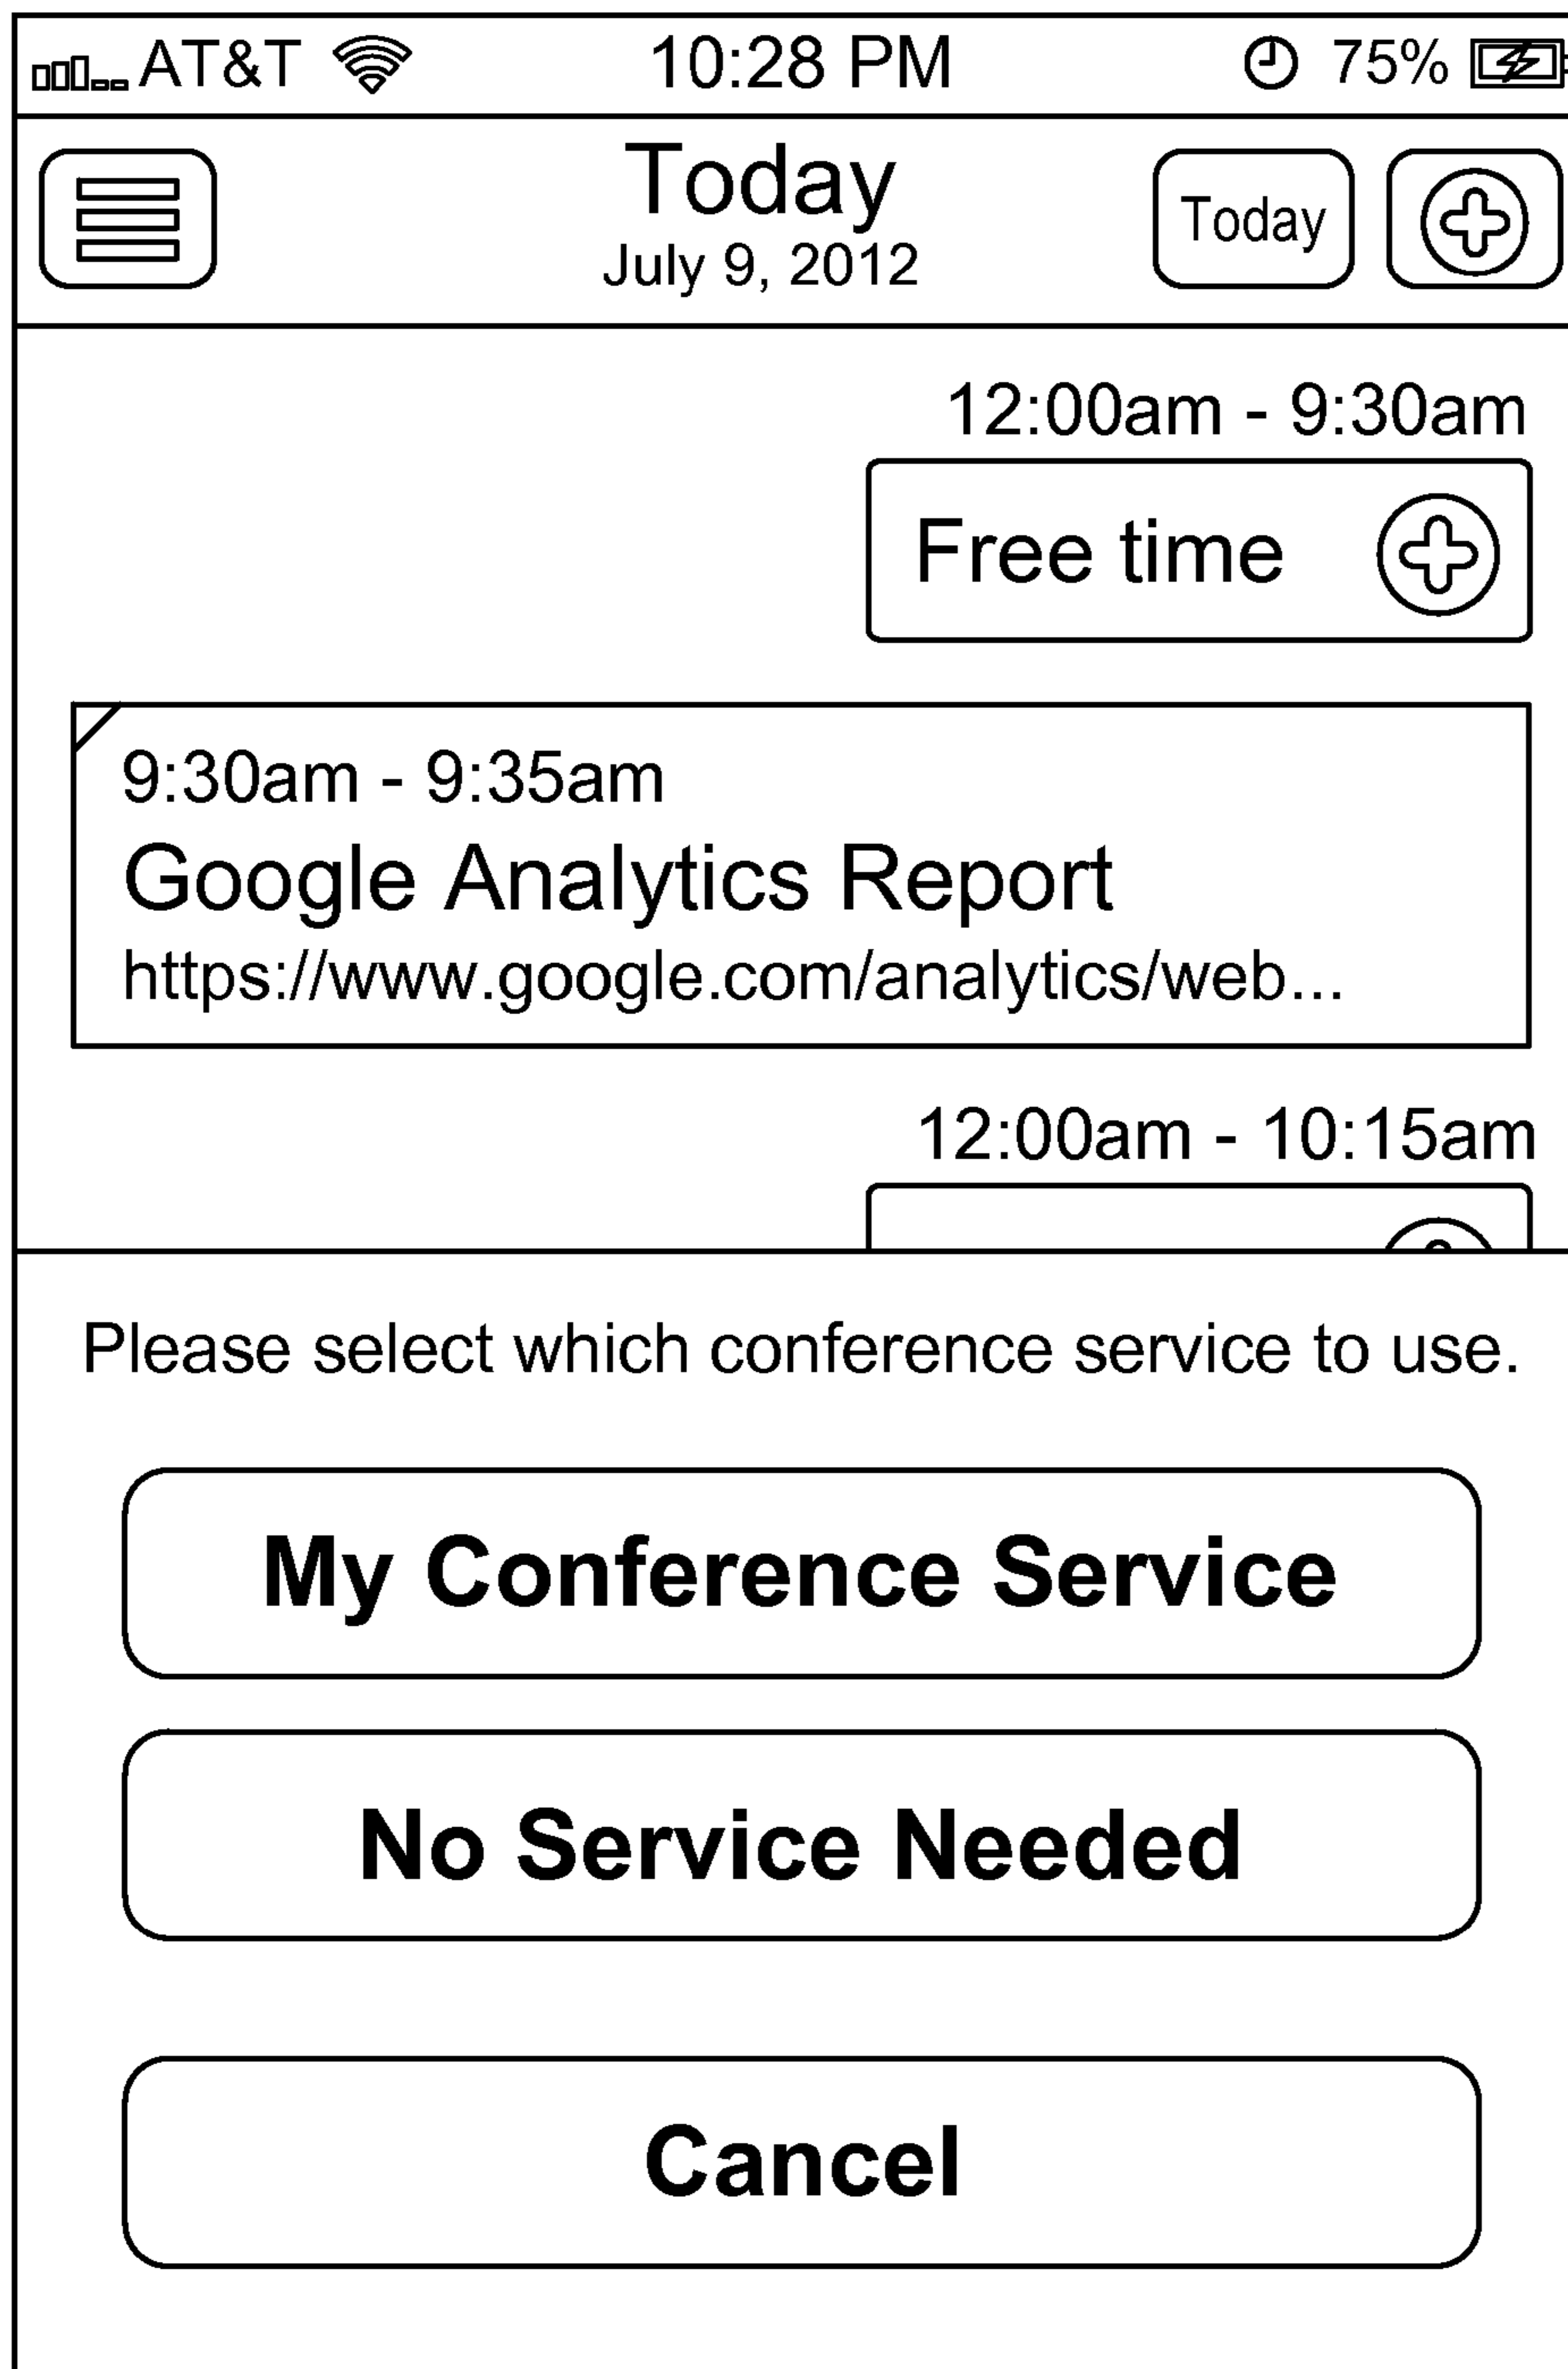 AT&T 10:28 PM 75%
Today
Today
July 9, 2012
12:00am - 9:30am
Free time
9:30am - 9:35am
Google Analytics Report
https://www.google.com/analytics/web...
12:00am - 10:15am
Please select which conference service to use.
My Conference Service
No Service Needed
Cancel